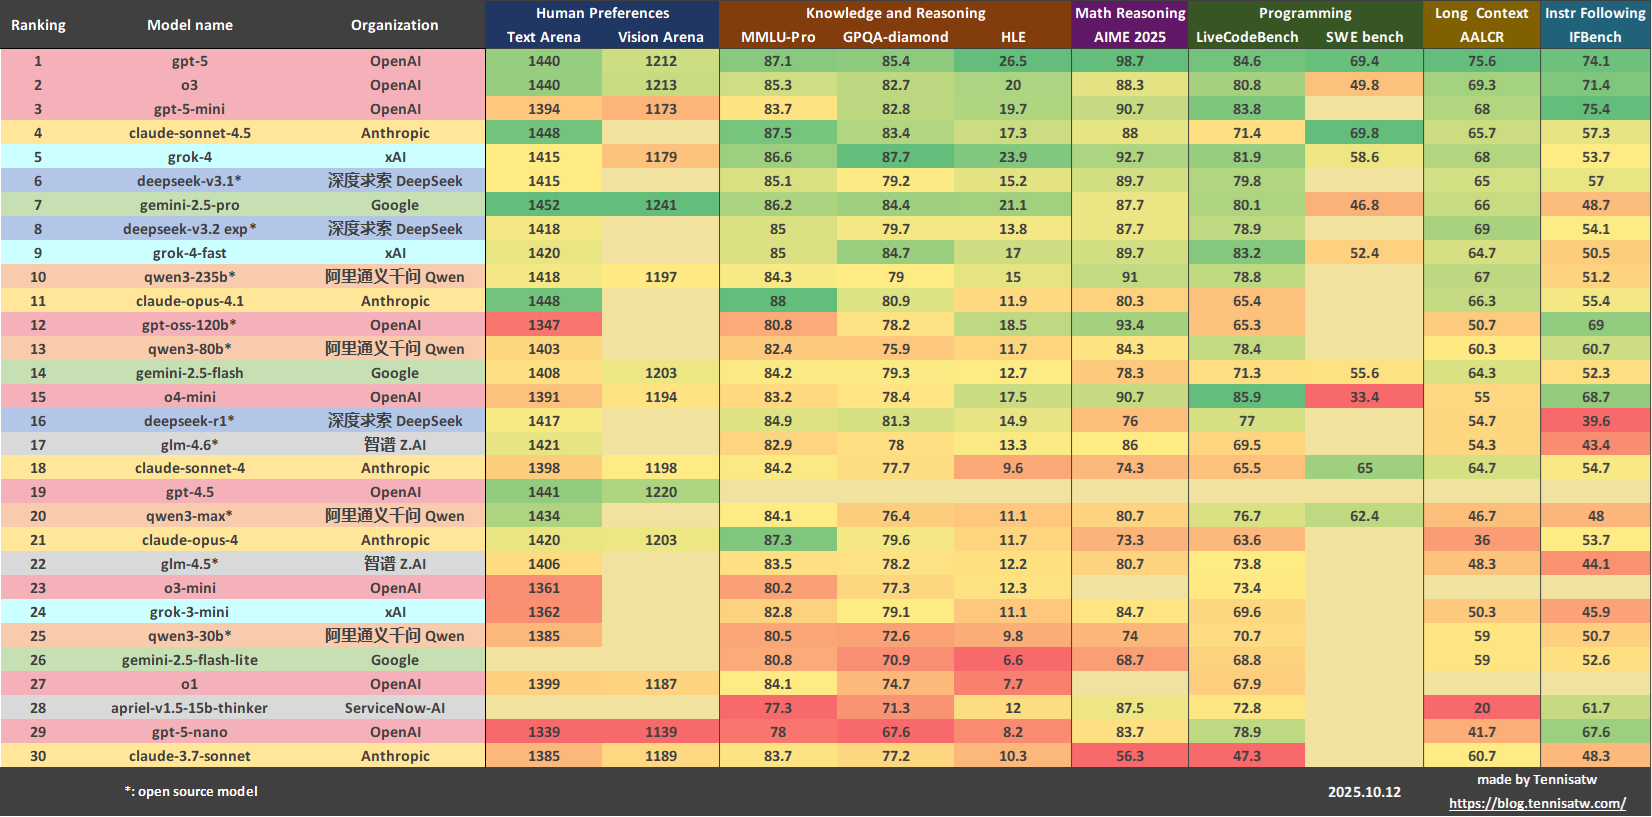 Ranking Model name Organization Human Preferences Knowledge and Reasoning Math Reasoning Programming Long Context Instr Following
Text Arena Vision Arena MMLU-Pro GPQA-diamond HLE AIME 2025 LiveCodeBench SWE bench AALCR IFBench
1 gpt-5 OpenAI 1440 1212 87.1 85.4 26.5 98.7 84.6 69.4 75.6 74.1
2 o3 OpenAI 1440 1213 85.3 82.7 20 88.3 80.8 49.8 69.3 71.4
3 gpt-5-mini OpenAI 1394 1173 83.7 82.8 19.7 90.7 83.8 68 75.4
4 claude-sonnet-4.5 Anthropic 1448 87.5 83.4 17.3 88 71.4 69.8 65.7 57.3
5 grok-4 xAI 1415 1179 86.6 87.7 23.9 92.7 81.9 58.6 68 53.7
6 deepseek-v3.1* 深度求索 DeepSeek 1415 85.1 79.2 15.2 89.7 79.8 65 57
7 gemini-2.5-pro Google 1452 1241 86.2 84.4 21.1 87.7 80.1 46.8 66 48.7
8 deepseek-v3.2 exp* 深度求索 DeepSeek 1418 85 79.7 13.8 87.7 78.9 69 54.1
9 grok-4-fast xAI 1420 85 84.7 17 89.7 83.2 52.4 64.7 50.5
10 qwen3-235b* 阿里通义千问 Qwen 1418 1197 84.3 79 15 91 78.8 67 51.2
11 claude-opus-4.1 Anthropic 1448 88 80.9 11.9 80.3 65.4 66.3 55.4
12 gpt-oss-120b* OpenAI 1347 80.8 78.2 18.5 93.4 65.3 50.7 69
13 qwen3-80b* 阿里通义千问 Qwen 1403 82.4 75.9 11.7 84.3 78.4 60.3 60.7
14 gemini-2.5-flash Google 1408 1203 84.2 79.3 12.7 78.3 71.3 55.6 64.3 52.3
15 o4-mini OpenAI 1391 1194 83.2 78.4 17.5 90.7 85.9 33.4 55 68.7
16 deepseek-r1* 深度求索 DeepSeek 1417 84.9 81.3 14.9 76 77 54.7 39.6
17 glm-4.6* 智谱 Z.AI 1421 82.9 78 13.3 86 69.5 54.3 43.4
18 claude-sonnet-4 Anthropic 1398 1198 84.2 77.7 9.6 74.3 65.5 65 64.7 54.7
19 gpt-4.5 OpenAI 1441 1220
20 qwen3-max* 阿里通义千问 Qwen 1434 84.1 76.4 11.1 80.7 76.7 62.4 46.7 48
21 claude-opus-4 Anthropic 1420 1203 87.3 79.6 11.7 73.3 63.6 36 53.7
22 glm-4.5* 智谱 Z.AI 1406 83.5 78.2 12.2 80.7 73.8 48.3 44.1
23 o3-mini OpenAI 1361 80.2 77.3 12.3 73.4
24 grok-3-mini xAI 1362 82.8 79.1 11.1 84.7 69.6 50.3 45.9
25 qwen3-30b* 阿里通义千问 Qwen 1385 80.5 72.6 9.8 74 70.7 59 50.7
26 gemini-2.5-flash-lite Google 80.8 70.9 6.6 68.7 68.8 59 52.6
27 o1 OpenAI 1399 1187 84.1 74.7 7.7 67.9
28 apriel-v1.5-15b-thinker ServiceNow-AI 77.3 71.3 12 87.5 72.8 20 61.7
29 gpt-5-nano OpenAI 1339 1139 78 67.6 8.2 83.7 78.9 41.7 67.6
30 claude-3.7-sonnet Anthropic 1385 1189 83.7 77.2 10.3 56.3 47.3 60.7 48.3
*: open source model 2025.10.12 made by Tennisatw
https://blog.tennisatw.com/